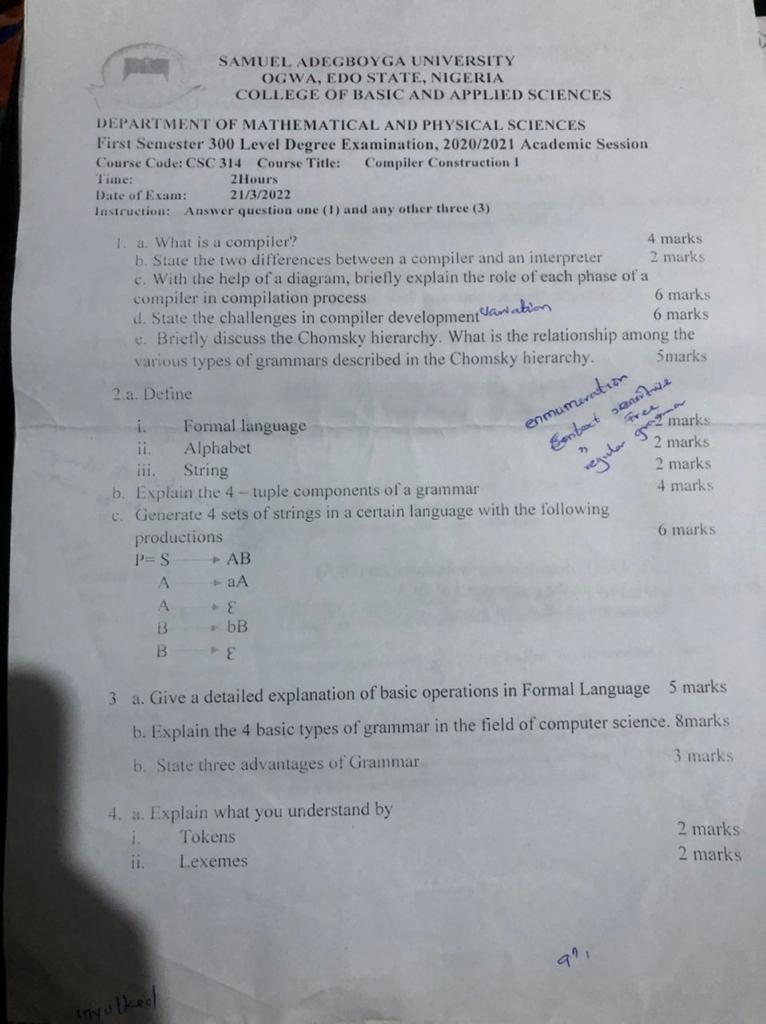 SAMUEL ADEGBOYGA UNIVERSITY
OGWA, EDO STATE, NIGERIA
COLLEGE OF BASIC AND APPLIED SCIENCES
DEPARTMENT OF MATHEMATICAL AND PHYSICAL SCIENCES
First Semester 300 Level Degree Examination, 2020/2021 Academic Session
Course Code: CSC 314 Course Title: Compiler Construction 1
Time: 2Hours
Date of Exam: 21/3/2022
Instruction: Answer question one (1) and any other three (3)
1. a. What is a compiler? 4 marks
b. State the two differences between a compiler and an interpreter 2 marks
c. With the help of a diagram, briefly explain the role of each phase of a
compiler in compilation process 6 marks
d. State the challenges in compiler development variation 6 marks
e. Briefly discuss the Chomsky hierarchy. What is the relationship among the
various types of grammars described in the Chomsky hierarchy. 5marks
2.a. Define
enmumeration
Context sensitive
" Free
regular grammar
i. Formal language 2 marks
ii. Alphabet 2 marks
iii. String 2 marks
b. Explain the 4 – tuple components of a grammar 4 marks
c. Generate 4 sets of strings in a certain language with the following
productions 6 marks
P= S → AB
A → aA
A → ε
B → bB
B → ε
3 a. Give a detailed explanation of basic operations in Formal Language 5 marks
b. Explain the 4 basic types of grammar in the field of computer science. 8marks
b. State three advantages of Grammar 3 marks
4. a. Explain what you understand by
i. Tokens 2 marks
ii. Lexemes 2 marks